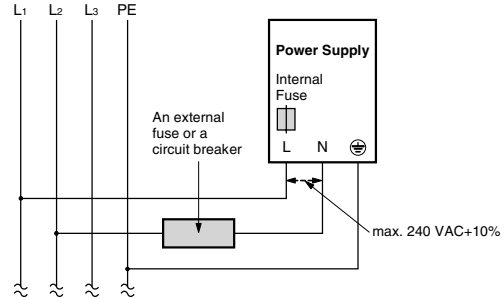 L1 L2 L3 PE
Power Supply
Internal
Fuse
An external
fuse or a
circuit breaker
L N
max. 240 VAC+10%